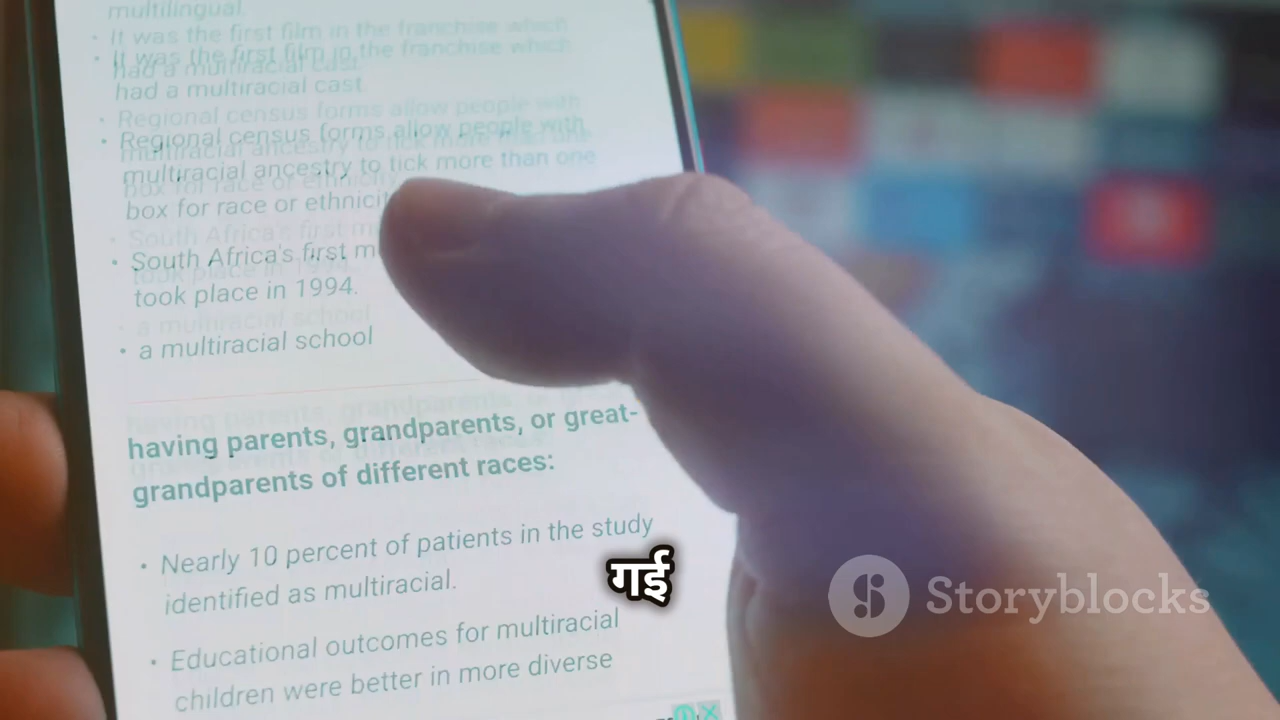 multilingual.
• It was the first film in the franchise which
had a multiracial cast.
• Regional census forms allow people with
multiracial ancestry to tick more than one
box for race or ethnicit
• South Africa's first m
took place in 1994.
• a multiracial school
having parents, grandparents, or great-
grandparents of different races:
• Nearly 10 percent of patients in the study
identified as multiracial.
• Educational outcomes for multiracial
children were better in more diverse
गई
Storyblocks